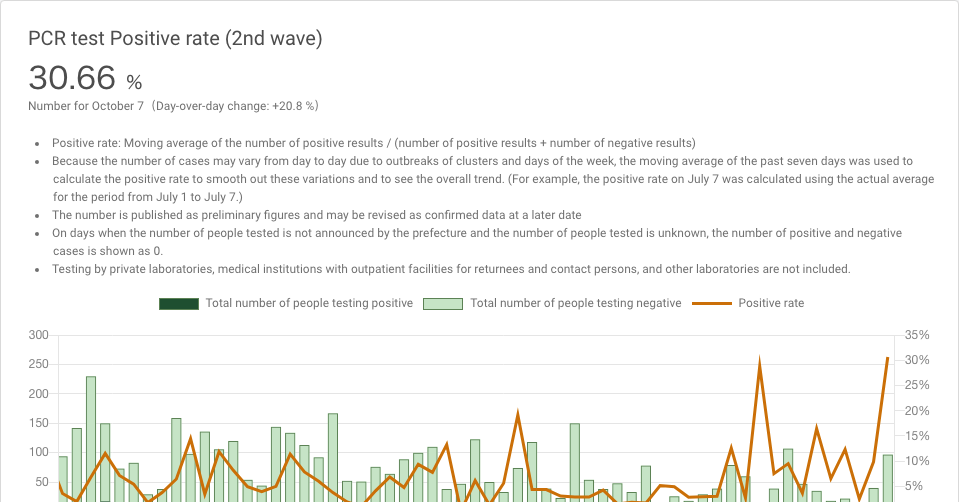 PCR test Positive rate (2nd wave)
30.66 %
Number for October 7 (Day-over-day change: +20.8 %)
• Positive rate: Moving average of the number of positive results / (number of positive results + number of negative results)
• Because the number of cases may vary from day to day due to outbreaks of clusters and days of the week, the moving average of the past seven days was used to
calculate the positive rate to smooth out these variations and to see the overall trend. (For example, the positive rate on July 7 was calculated using the actual average
for the period from July 1 to July 7.)
• The number is published as preliminary figures and may be revised as confirmed data at a later date
• On days when the number of people tested is not announced by the prefecture and the number of people tested is unknown, the number of positive and negative
cases is shown as 0.
• Testing by private laboratories, medical institutions with outpatient facilities for returnees and contact persons, and other laboratories are not included.
Total number of people testing positive Total number of people testing negative Positive rate
300 35%
250 30%
25%
200 20%
150 15%
100 10%
50 5%